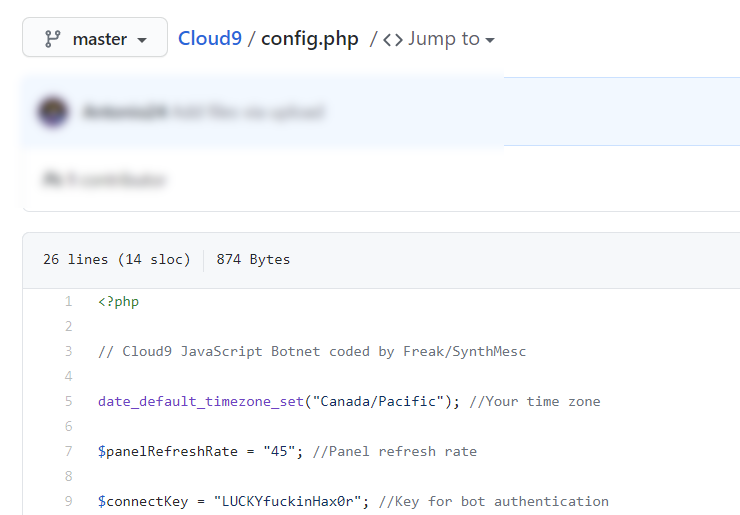 master Cloud9 / config.php / <> Jump to
26 lines (14 sloc) 874 Bytes
1 <?php
2
3 // Cloud9 JavaScript Botnet coded by Freak/SynthMesc
4
5 date_default_timezone_set("Canada/Pacific"); //Your time zone
6
7 $panelRefreshRate = "45"; //Panel refresh rate
8
9 $connectKey = "LUCKYfuckinHax0r"; //Key for bot authentication